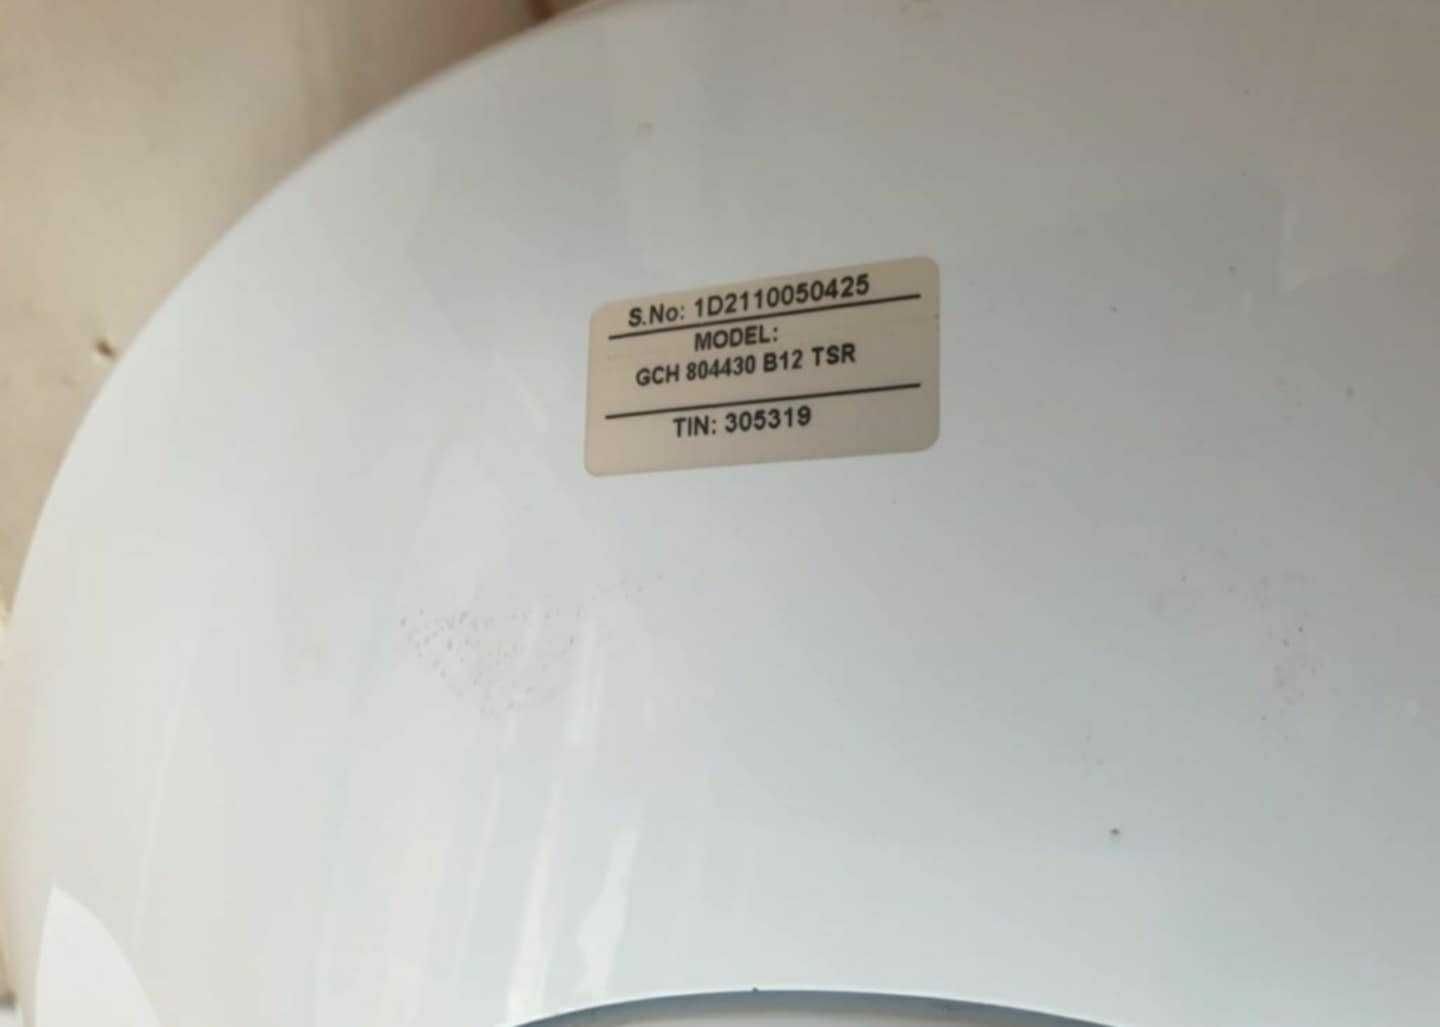 S.No: 1D2110050425
MODEL:
GCH 804430 B12 TSR
TIN: 305319